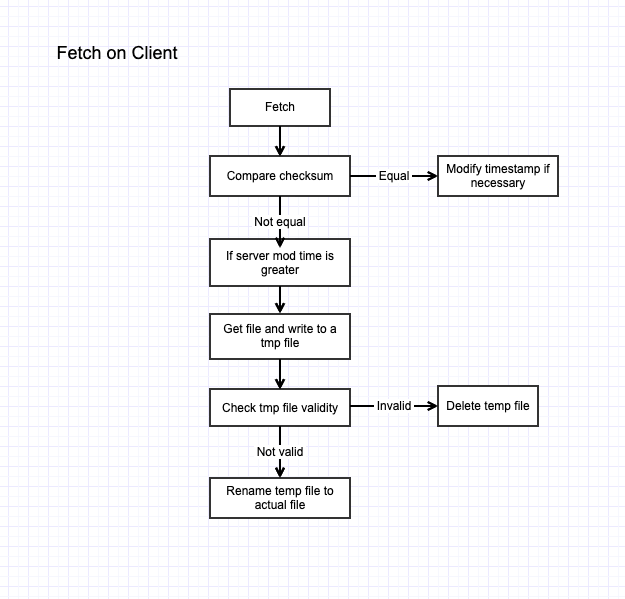 Fetch on Client
Fetch
Compare checksum
Equal
Modify timestamp if
necessary
Not equal
If server mod time is
greater
Get file and write to a
tmp file
Check tmp file validity
Invalid
Delete temp file
Not valid
Rename temp file to
actual file